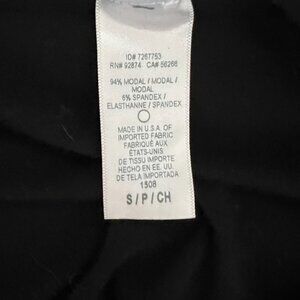 ID# 7267753
RN# 92874 CA# 56266
94% MODAL / MODAL /
MODAL
6% SPANDEX /
ELASTHANNE / SPANDEX
MADE IN U.S.A. OF
IMPORTED FABRIC
FABRIQUÉ AUX
ÉTATS-UNIS
DE TISSU IMPORTÉ
HECHO EN EE. UU.
DE TELA IMPORTADA
1508
S / P / CH